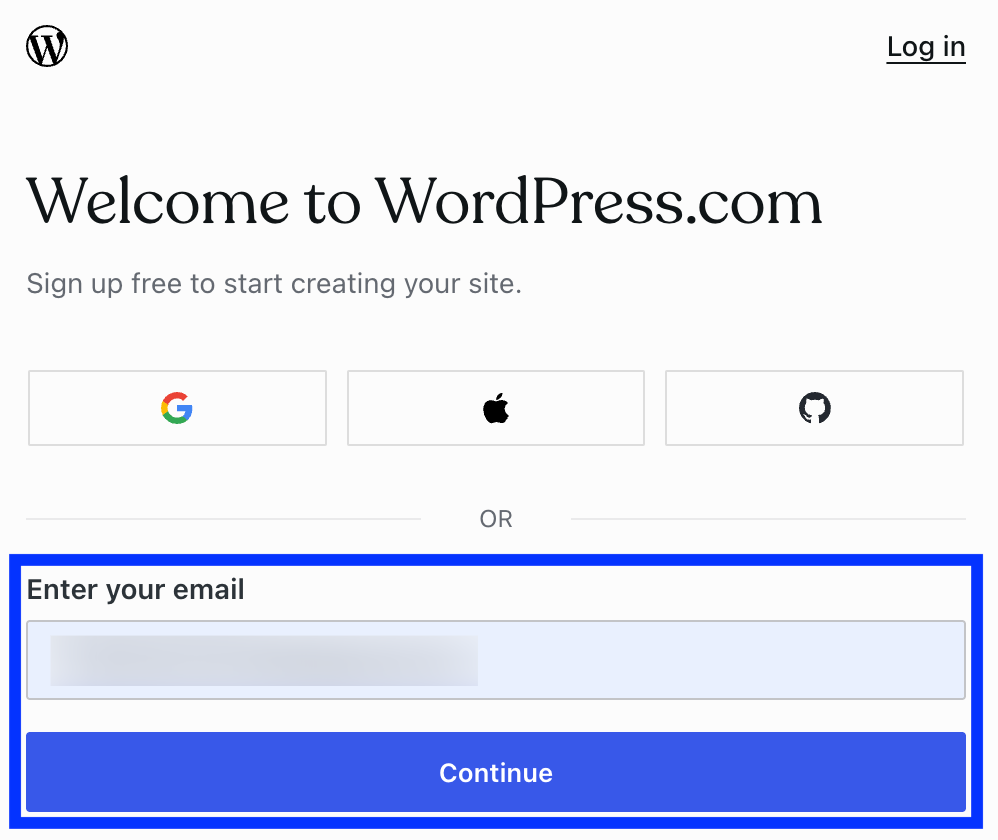 Log in
Welcome to WordPress.com
Sign up free to start creating your site.
OR
Enter your email
Continue